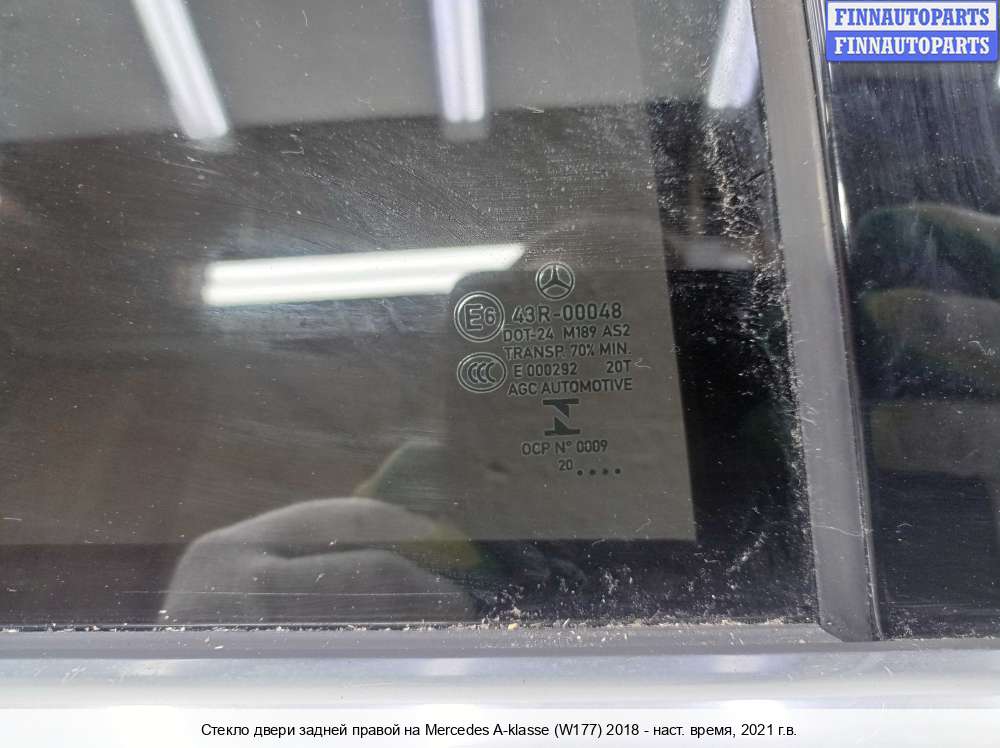 FINNAUTOPARTS
FINNAUTOPARTS
E6 43R-00048
DOT-24 M189 AS2
TRANSP. 70% MIN.
CCC E 000292 20T
AGC AUTOMOTIVE
OCP N° 0009
20 ....
Стекло двери задней правой на Mercedes A-klasse (W177) 2018 - наст. время, 2021 г.в.